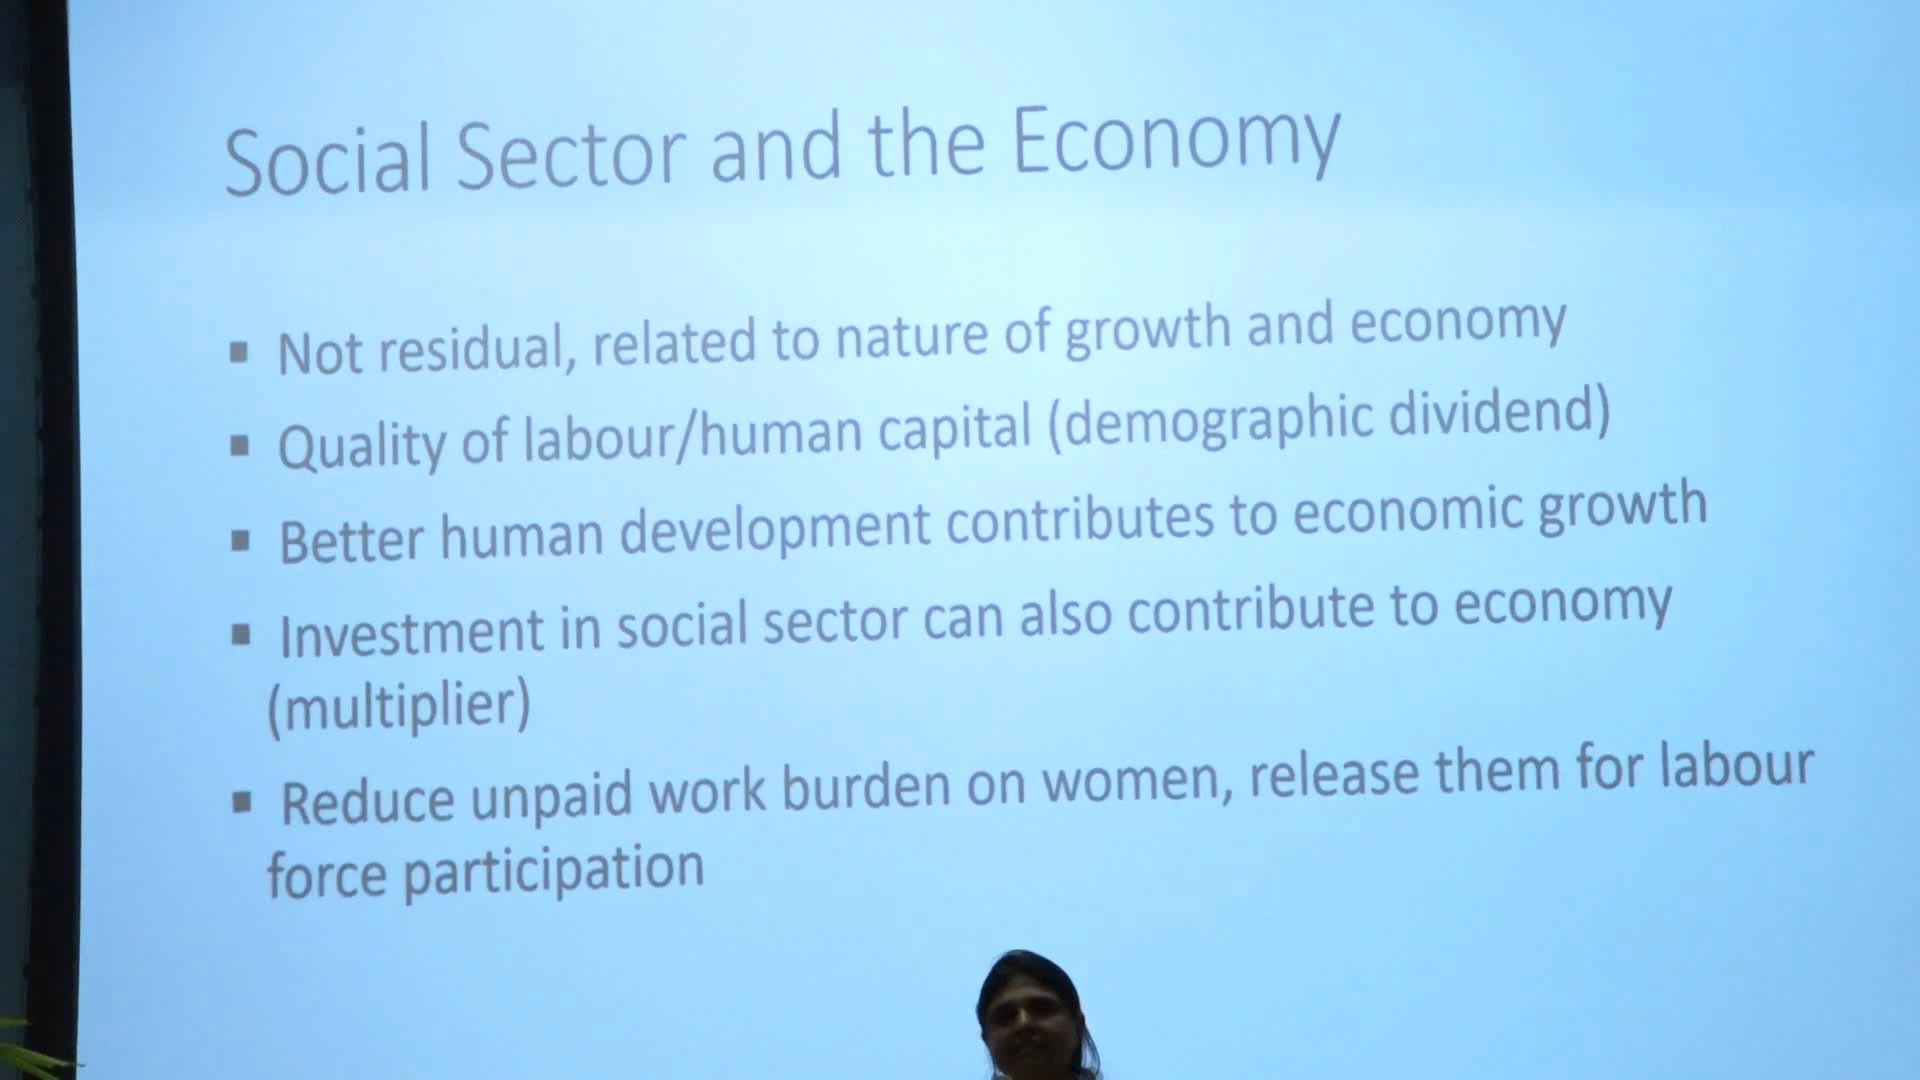 Social Sector and the Economy
▪ Not residual, related to nature of growth and economy
▪ Quality of labour/human capital (demographic dividend)
▪ Better human development contributes to economic growth
▪ Investment in social sector can also contribute to economy
(multiplier)
▪ Reduce unpaid work burden on women, release them for labour
force participation